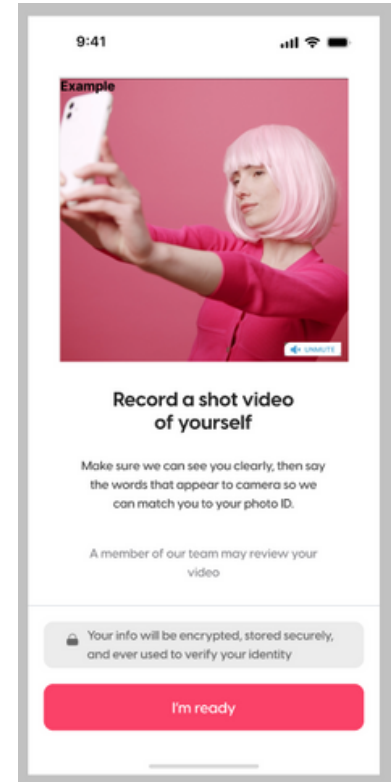 9:41
Example
UNMUTE
Record a shot video
of yourself
Make sure we can see you clearly, then say
the words that appear to camera so we
can match you to your photo ID.
A member of our team may review your
video
Your info will be encrypted, stored securely,
and ever used to verify your identity
I'm ready